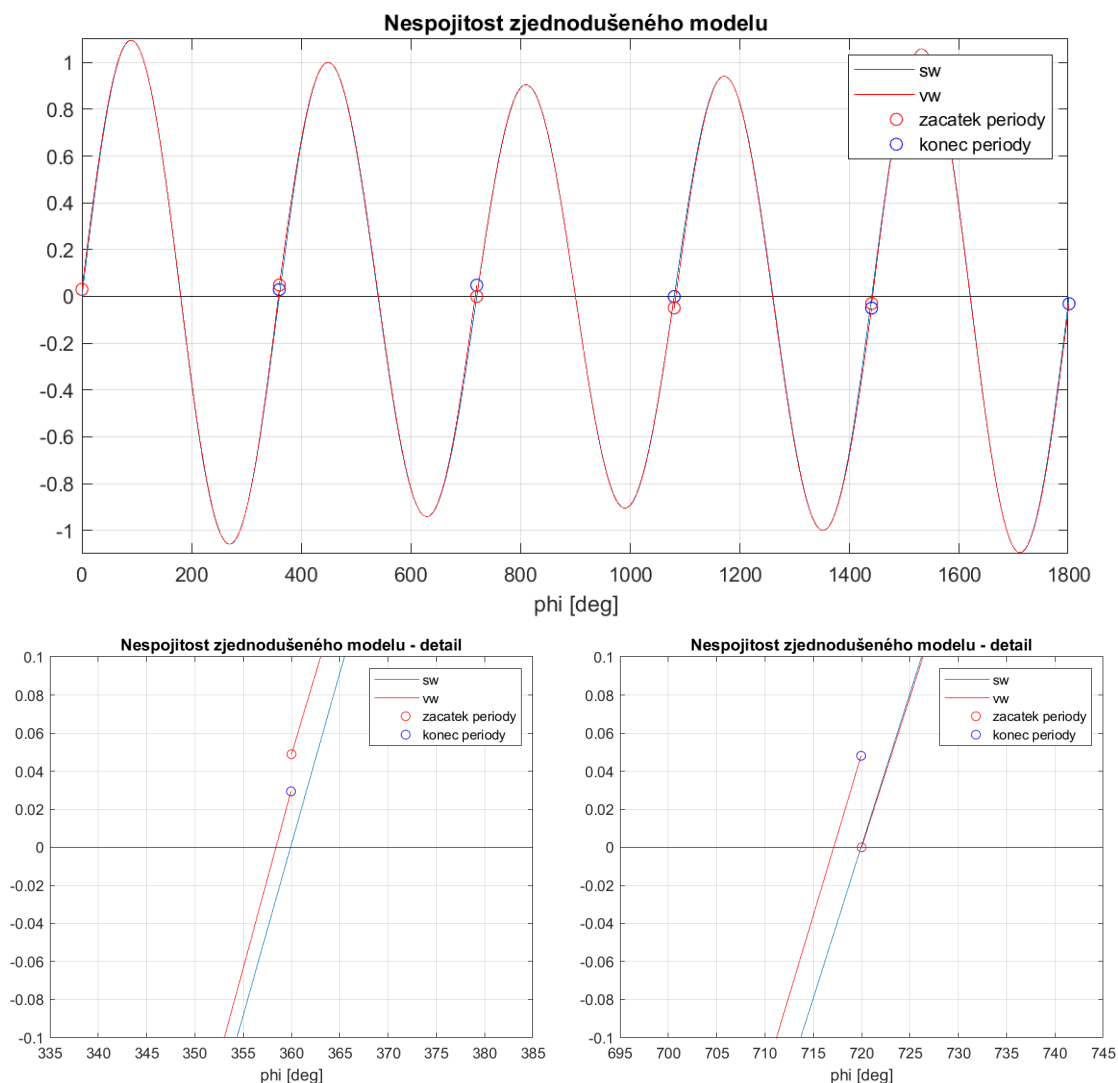 Nespojitost zjednodušeného modelu
1
0.8
0.6
0.4
0.2
0
-0.2
-0.4
-0.6
-0.8
-1
sw
vw
zacatek periody
konec periody
0 200 400 600 800 1000 1200 1400 1600 1800
phi [deg]
Nespojitost zjednodušeného modelu - detail
0.1
0.08
0.06
0.04
0.02
0
-0.02
-0.04
-0.06
-0.08
-0.1
sw
vw
zacatek periody
konec periody
335 340 345 350 355 360 365 370 375 380 385
phi [deg]
Nespojitost zjednodušeného modelu - detail
0.1
0.08
0.06
0.04
0.02
0
-0.02
-0.04
-0.06
-0.08
-0.1
sw
vw
zacatek periody
konec periody
695 700 705 710 715 720 725 730 735 740 745
phi [deg]